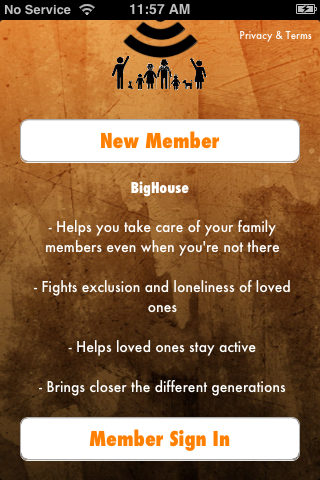 No Service 11:57 AM
Privacy & Terms
New Member
BigHouse
- Helps you take care of your family
members even when you're not there
- Fights exclusion and loneliness of loved
ones
- Helps loved ones stay active
- Brings closer the different generations
Member Sign In